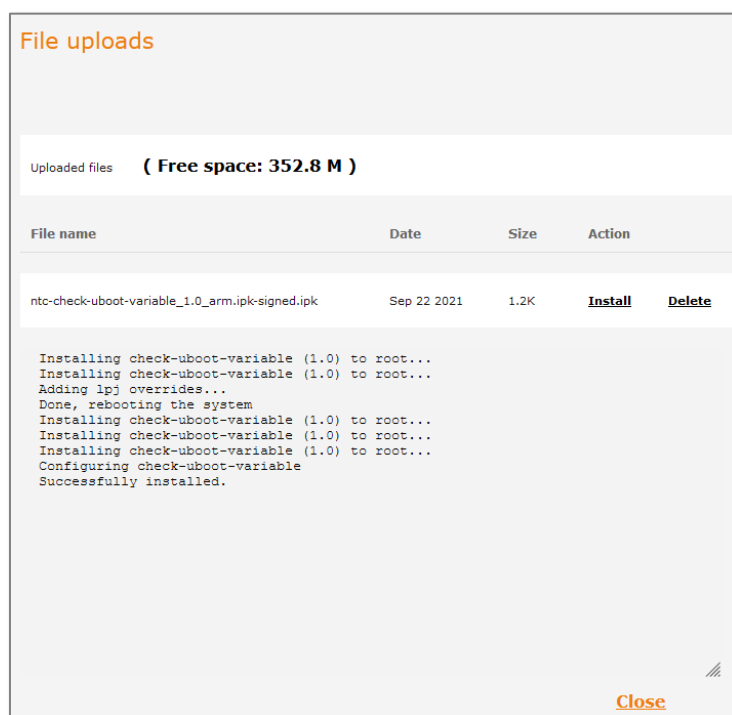 File uploads
Uploaded files ( Free space: 352.8 M )
File name Date Size Action
ntc-check-uboot-variable_1.0_arm.ipk-signed.ipk Sep 22 2021 1.2K Install Delete
Installing check-uboot-variable (1.0) to root...
Installing check-uboot-variable (1.0) to root...
Adding lpj overrides...
Done, rebooting the system
Installing check-uboot-variable (1.0) to root...
Installing check-uboot-variable (1.0) to root...
Installing check-uboot-variable (1.0) to root...
Configuring check-uboot-variable
Successfully installed.
Close